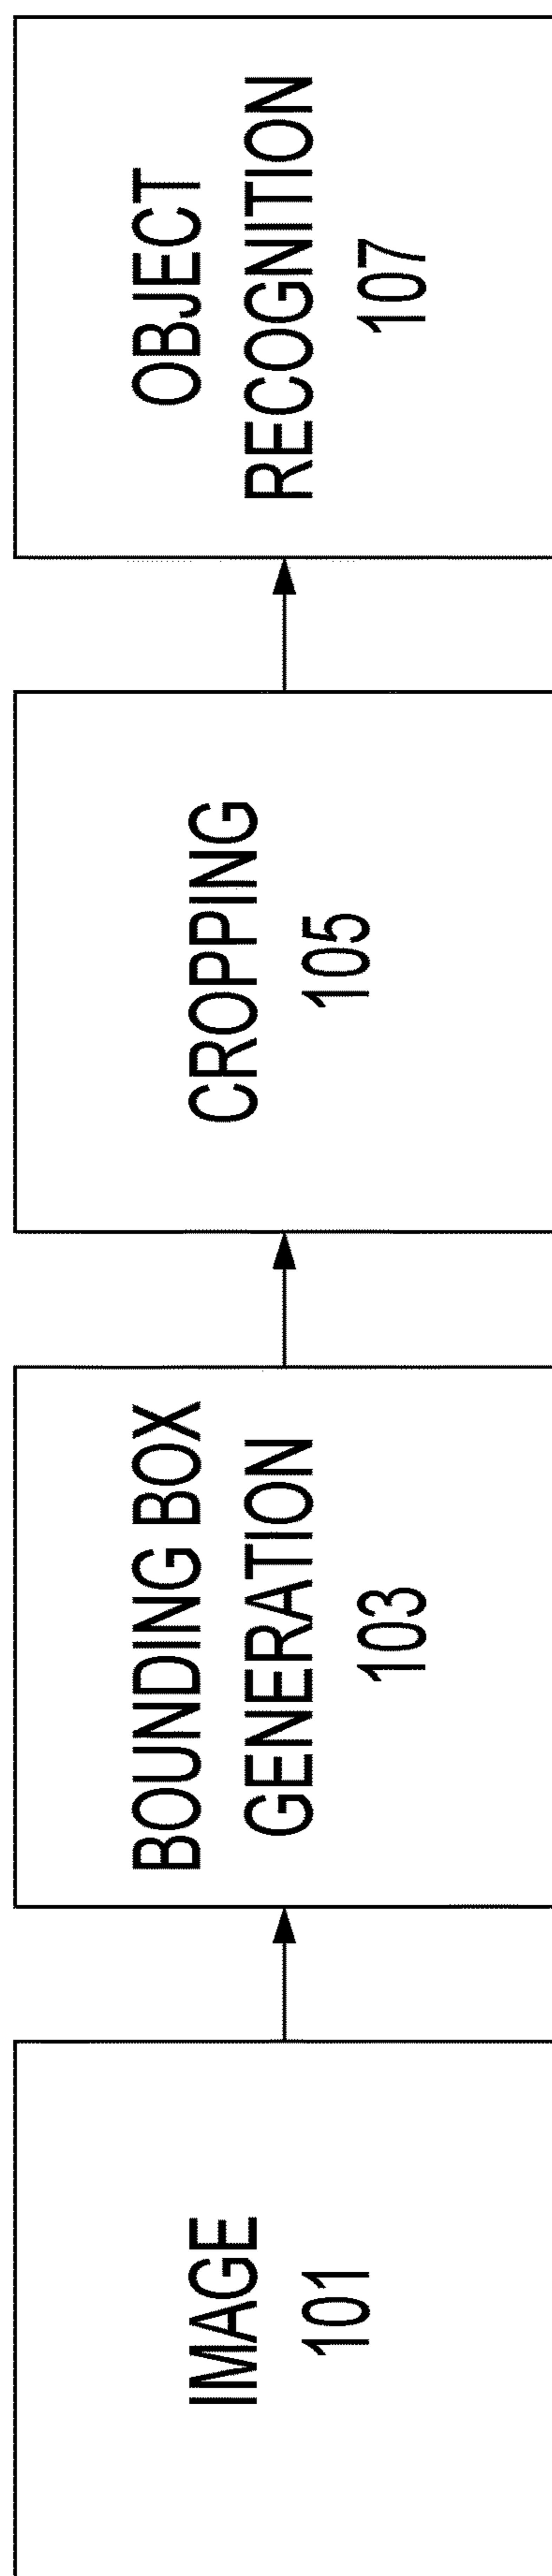 IMAGE
101
BOUNDING BOX
GENERATION
103
CROPPING
105
OBJECT
RECOGNITION
107